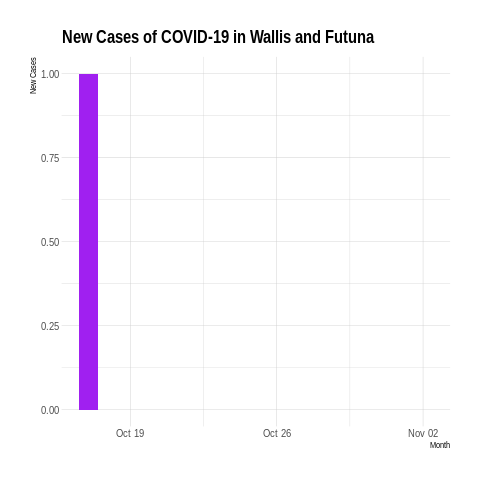 New Cases of COVID-19 in Wallis and Futuna
New Cases
1.00
0.75
0.50
0.25
0.00
Oct 19
Oct 26
Nov 02
Month